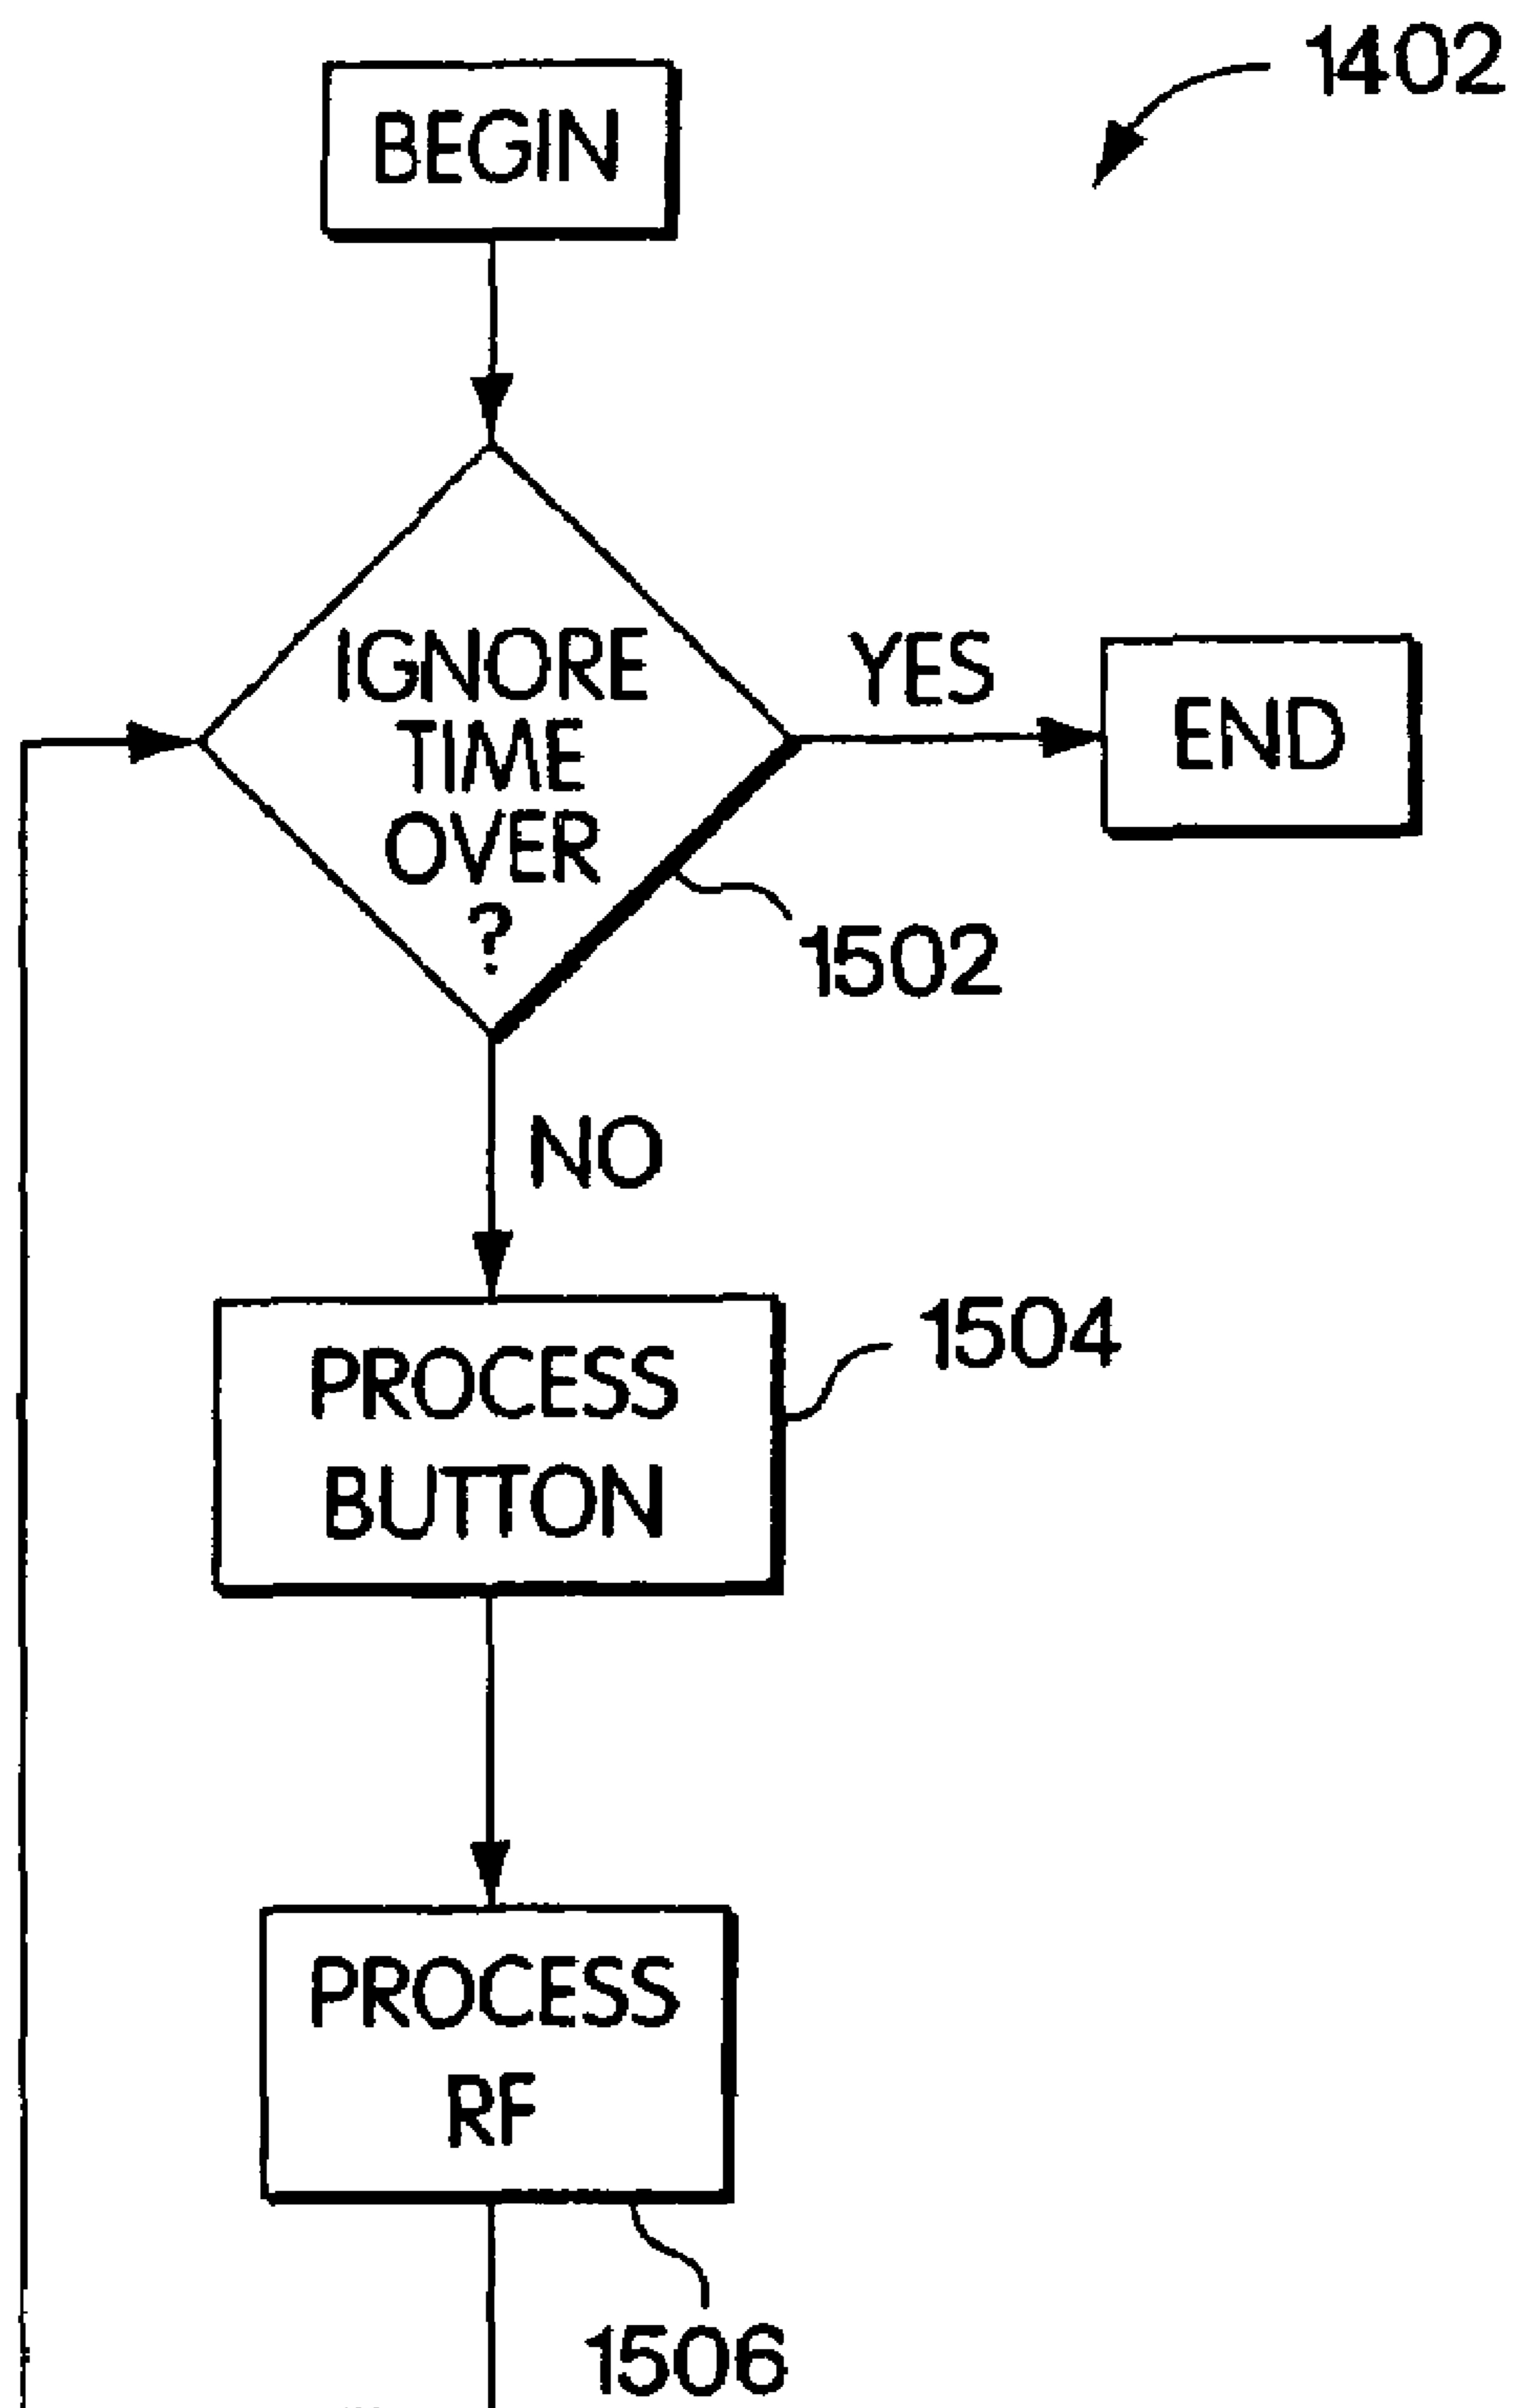 1402
BEGIN
IGNORE
TIME
OVER
?
YES
END
1502
NO
PROCESS
BUTTON
1504
PROCESS
RF
1506